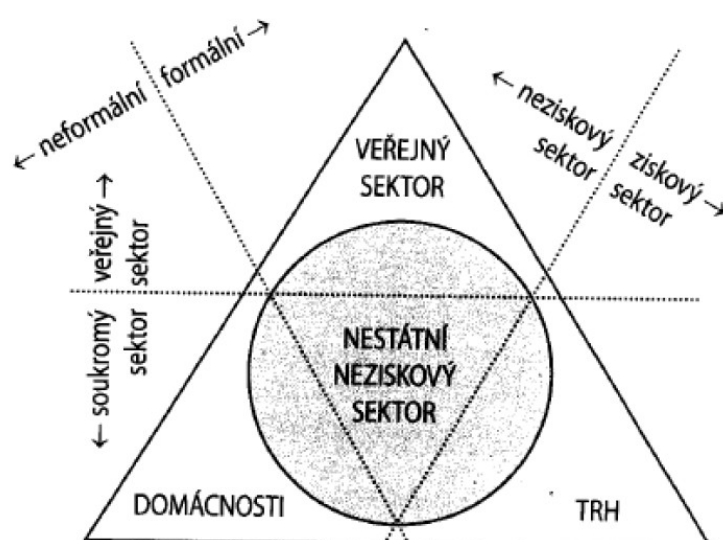 ← neformální formální →
← neziskový ziskový →
sektor sektor
VEŘEJNÝ
SEKTOR
veřejný →
sektor
← soukromý
sektor
NESTÁTNÍ
NEZISKOVÝ
SEKTOR
DOMÁCNOSTI
TRH